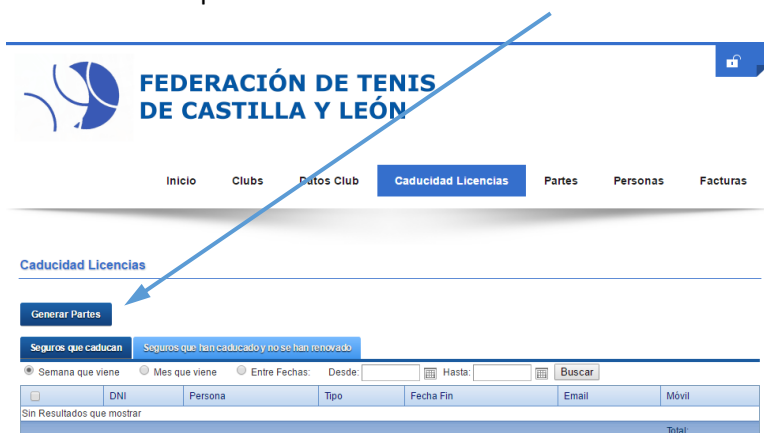 FEDERACIÓN DE TENIS
DE CASTILLA Y LEÓN
Inicio Clubs Datos Club Caducidad Licencias Partes Personas Facturas
Caducidad Licencias
Generar Partes
Seguros que caducan Seguros que han caducado y no se han renovado
Semana que viene Mes que viene Entre Fechas: Desde: Hasta: Buscar
DNI Persona Tipo Fecha Fin Email Móvil
Sin Resultados que mostrar
Total: